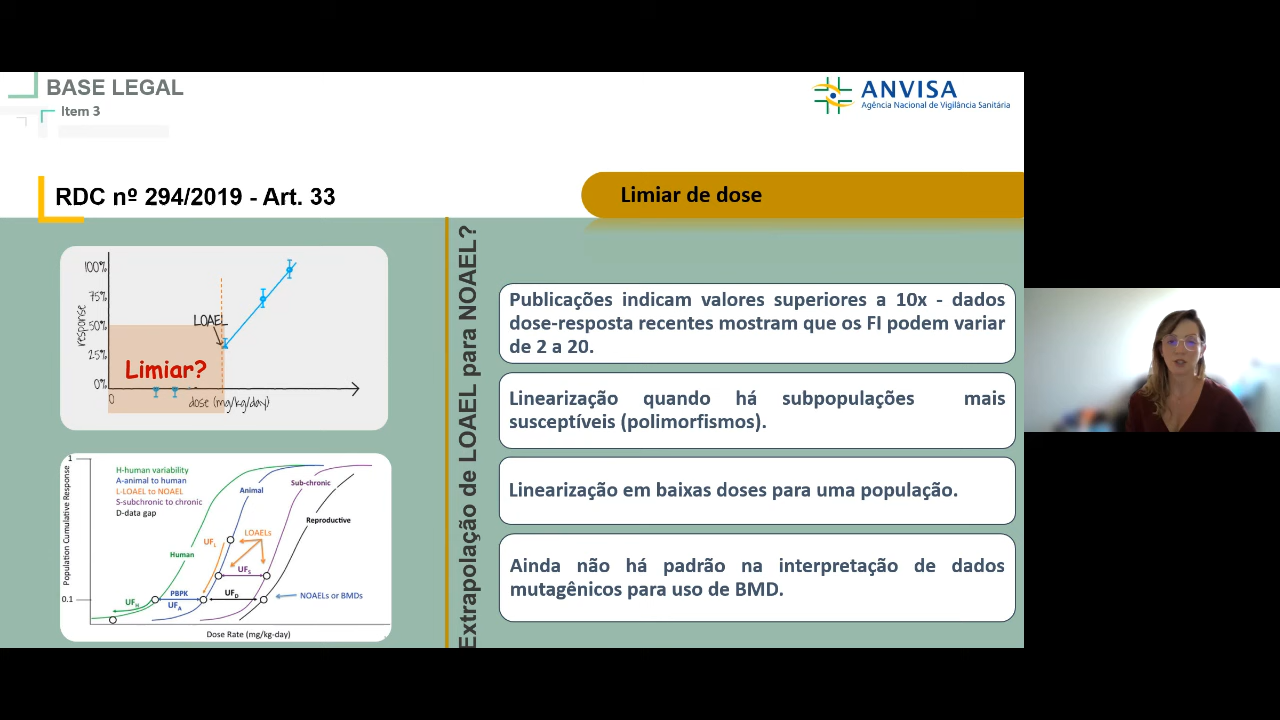 BASE LEGAL
Item 3
ANVISA
Agência Nacional de Vigilância Sanitária
RDC nº 294/2019 - Art. 33
Limiar de dose
100%
75%
50%
25%
0%
response
LOAEL
Limiar?
0
dose (mg/kg/day)
1
0.1
Population Cumulative Response
H-human variability
A-animal to human
L-LOAEL to NOAEL
S-subchronic to chronic
D-data gap
Animal
Sub-chronic
Reproductive
LOAELs
UFL
Human
UFS
PBPK
UFH
UFA
UFD
NOAELs or BMDs
Dose Rate (mg/kg-day)
Extrapolação de LOAEL para NOAEL?
Publicações indicam valores superiores a 10x - dados
dose-resposta recentes mostram que os FI podem variar
de 2 a 20.
Linearização quando há subpopulações mais
susceptíveis (polimorfismos).
Linearização em baixas doses para uma população.
Ainda não há padrão na interpretação de dados
mutagênicos para uso de BMD.